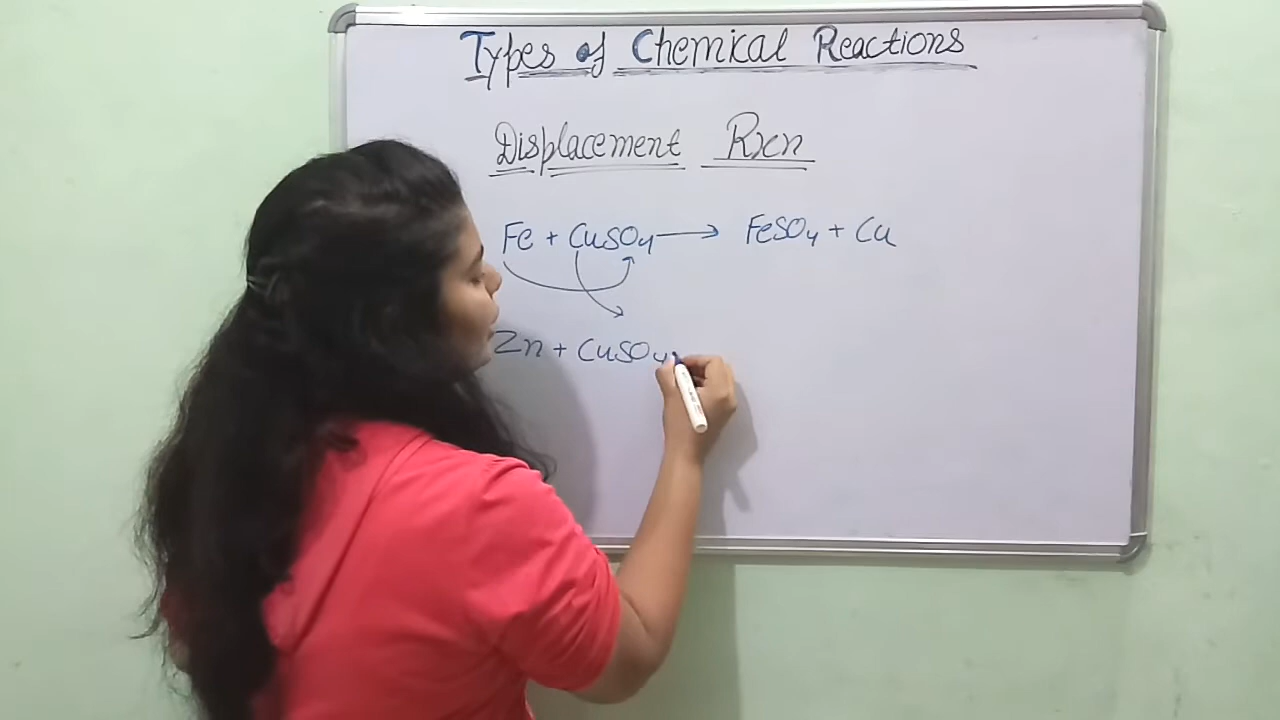 Types of Chemical Reactions
Displacement Rxn
Fe + CuSO4 → FeSO4 + Cu
Zn + CuSO4